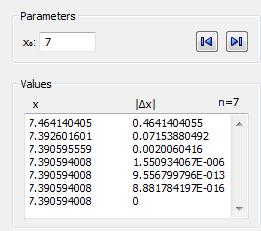 Parameters
x₀: 7
Values
x |Δx| n=7
7.464140405 0.4641404055
7.392601601 0.07153880492
7.390595559 0.0020060416
7.390594008 1.550934067E-006
7.390594008 9.556799796E-013
7.390594008 8.881784197E-016
7.390594008 0